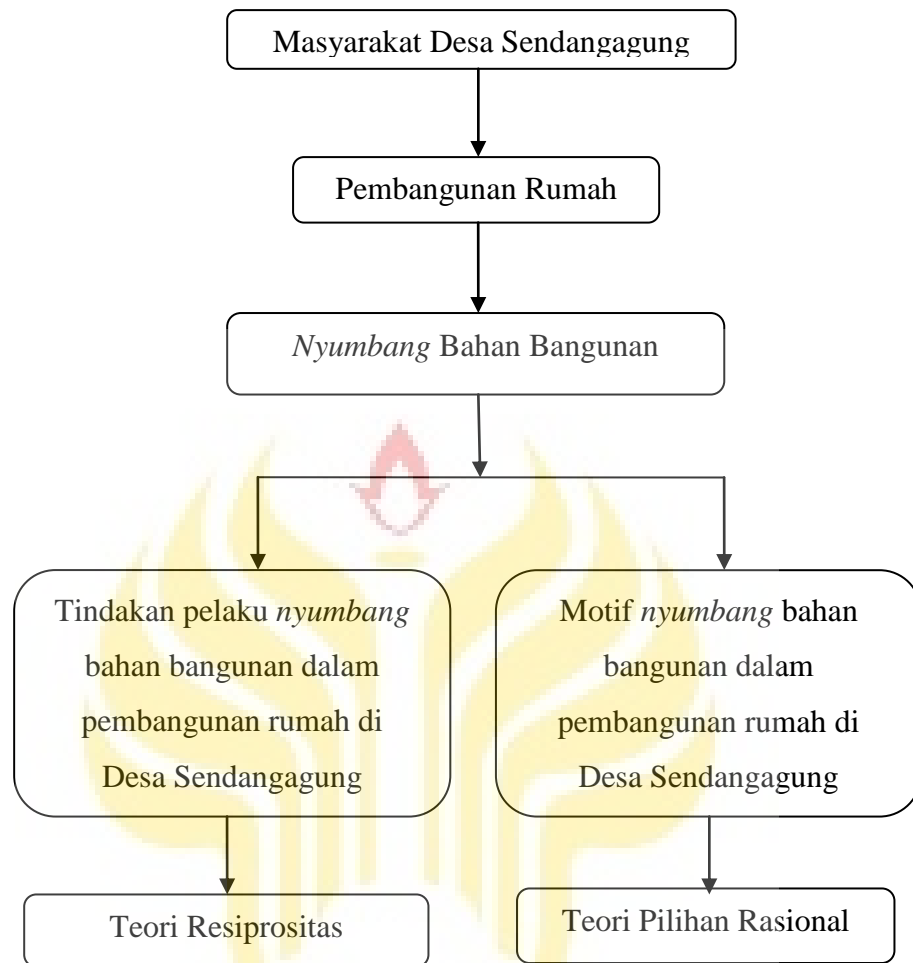 Masyarakat Desa Sendangagung
Pembangunan Rumah
Nyumbang Bahan Bangunan
Tindakan pelaku nyumbang
bahan bangunan dalam
pembangunan rumah di
Desa Sendangagung
Motif nyumbang bahan
bangunan dalam
pembangunan rumah di
Desa Sendangagung
Teori Resiprositas
Teori Pilihan Rasional